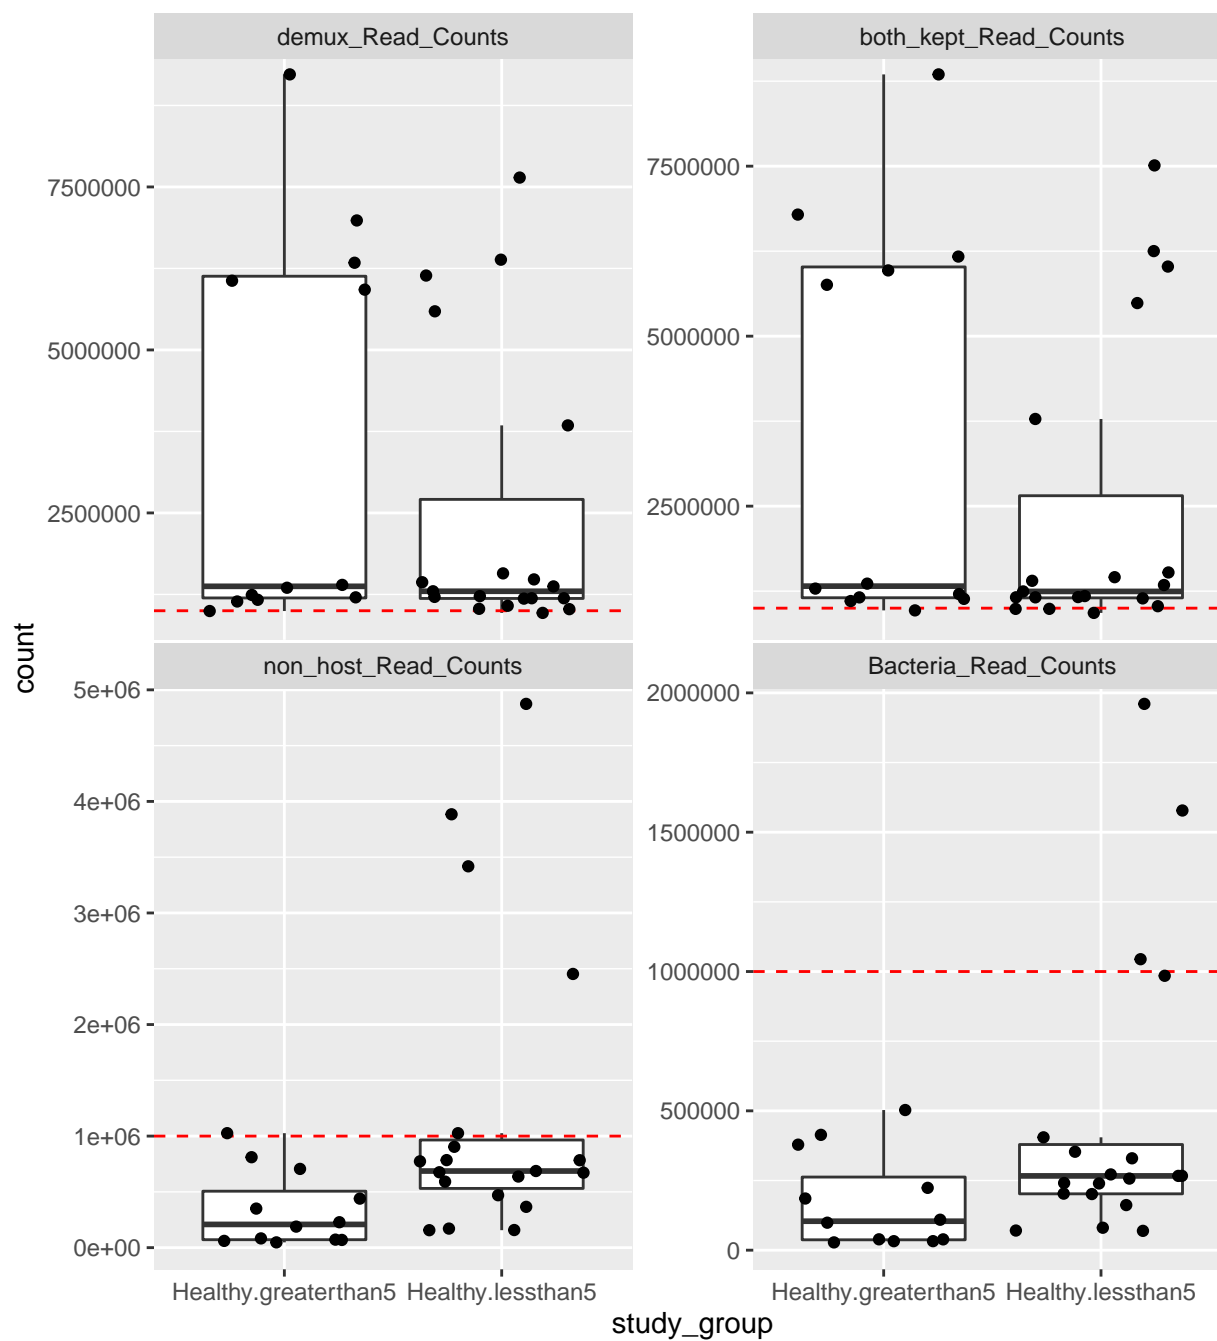 demux_Read_Counts
both_kept_Read_Counts
7500000
5000000
2500000
7500000
5000000
2500000
count
non_host_Read_Counts
Bacteria_Read_Counts
5e+06
4e+06
3e+06
2e+06
1e+06
0e+00
2000000
1500000
1000000
500000
0
Healthy.greaterthan5 Healthy.lessthan5
Healthy.greaterthan5 Healthy.lessthan5
study_group